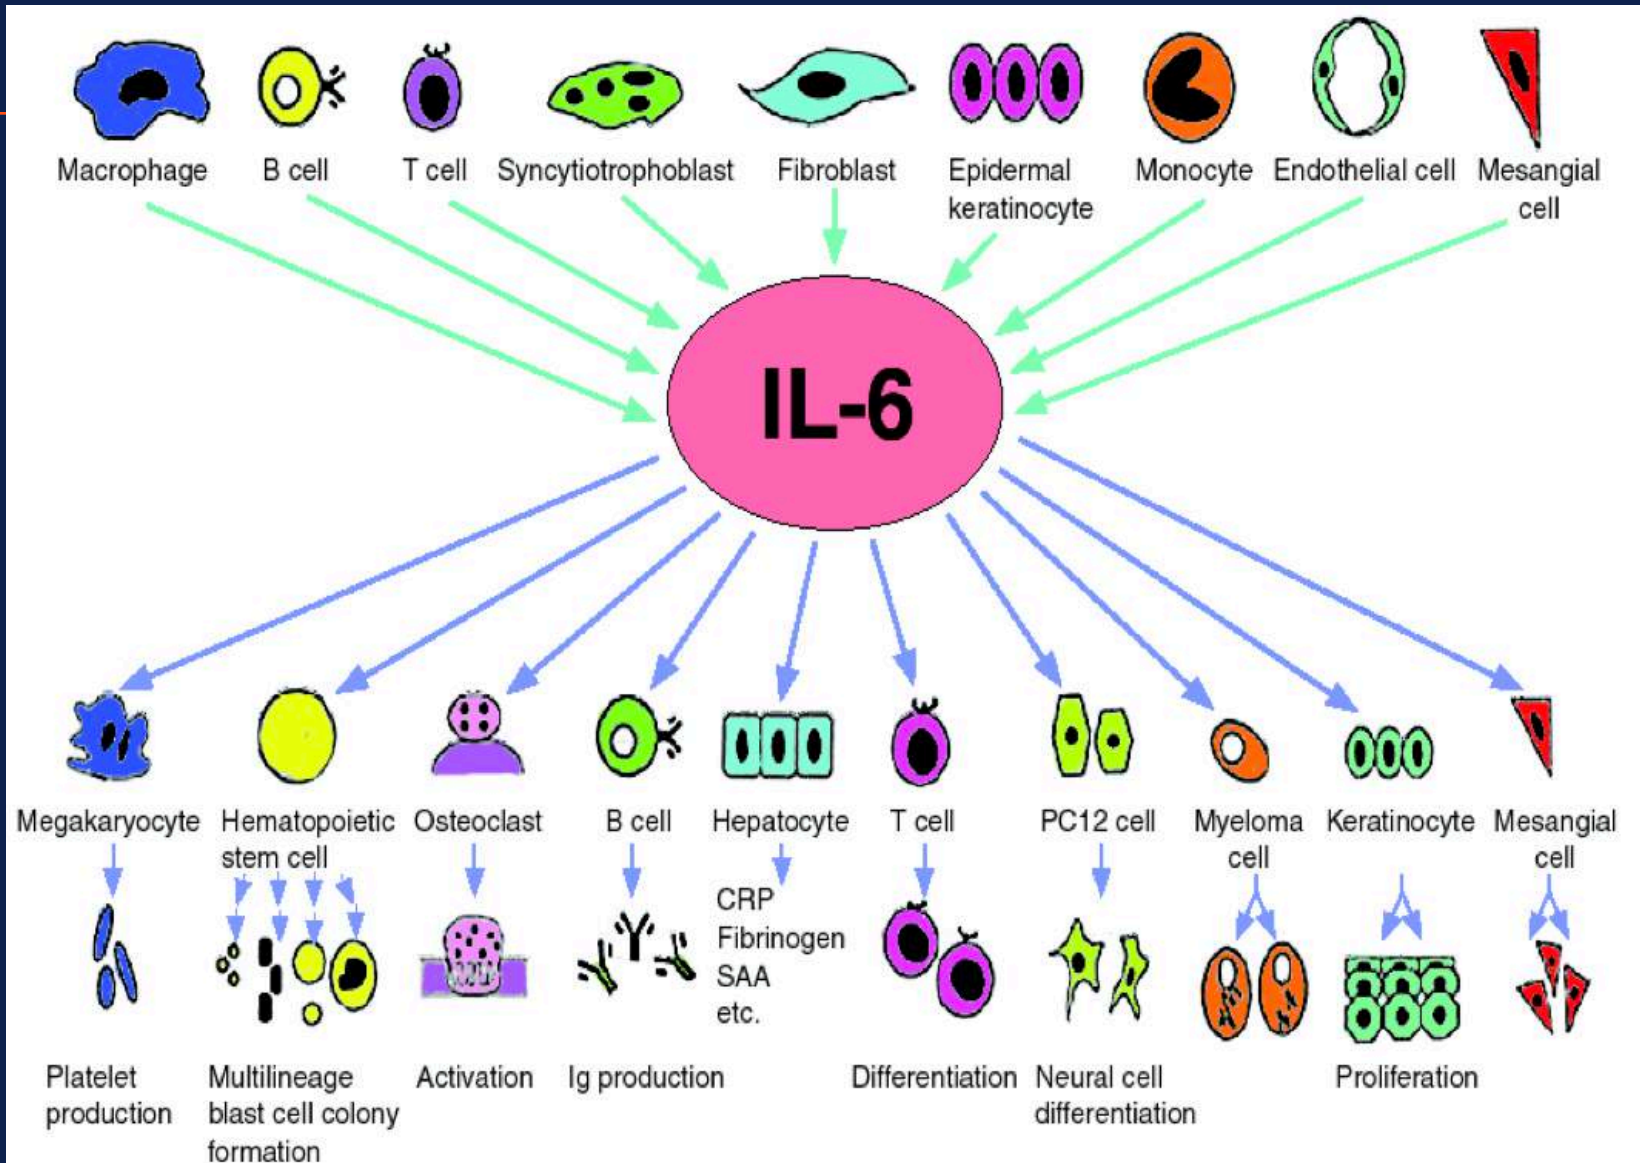 Macrophage
B cell
T cell
Syncytiotrophoblast
Fibroblast
Epidermal
keratinocyte
Monocyte
Endothelial cell
Mesangial
cell
IL-6
Megakaryocyte
Hematopoietic
stem cell
Osteoclast
B cell
Hepatocyte
T cell
PC12 cell
Myeloma
cell
Keratinocyte
Mesangial
cell
CRP
Fibrinogen
SAA
etc.
Platelet
production
Multilineage
blast cell colony
formation
Activation
Ig production
Differentiation
Neural cell
differentiation
Proliferation